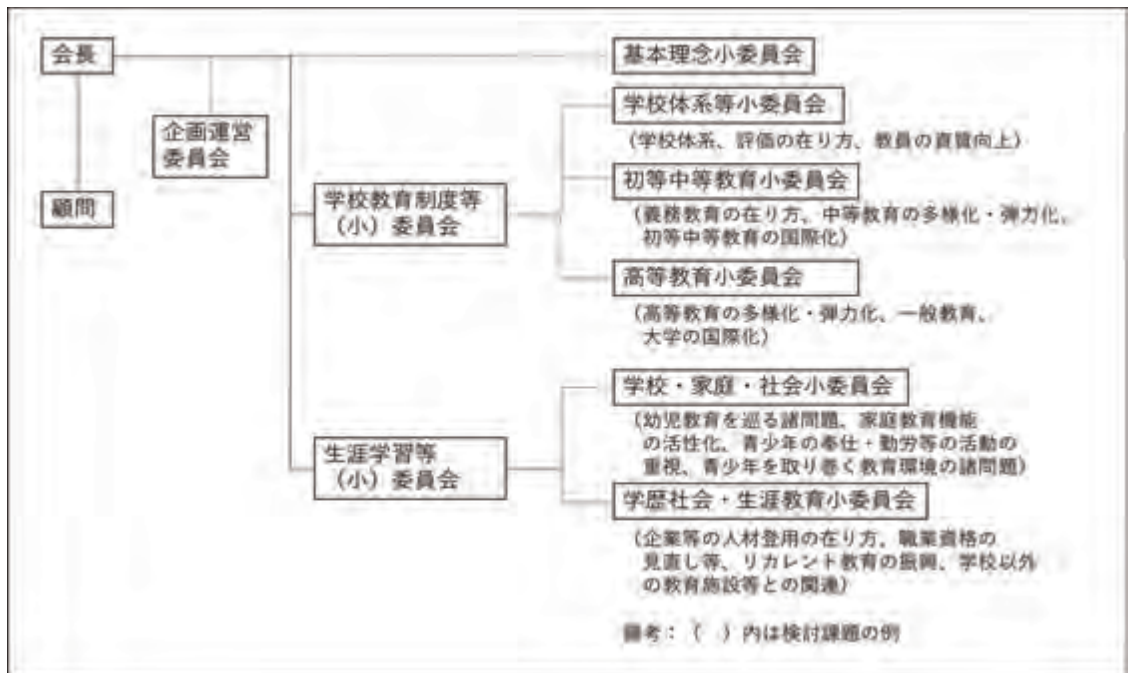 会長
基本理念小委員会
企画運営
委員会
顧問
学校教育制度等
(小)委員会
学校体系等小委員会
(学校体系、評価の在り方、教員の資質向上)
初等中等教育小委員会
(義務教育の在り方、中等教育の多様化・弾力化、
初等中等教育の国際化)
高等教育小委員会
(高等教育の多様化・弾力化、一般教育、
大学の国際化)
生涯学習等
(小)委員会
学校・家庭・社会小委員会
(幼児教育を巡る諸問題、家庭教育機能
の活性化、青少年の奉仕・勤労等の活動の
重視、青少年を取り巻く教育環境の諸問題)
学歴社会・生涯教育小委員会
(企業等の人材登用の在り方、職業資格の
見直し等、リカレント教育の振興、学校以外
の教育施設等との関連)
備考:( )内は検討課題の例